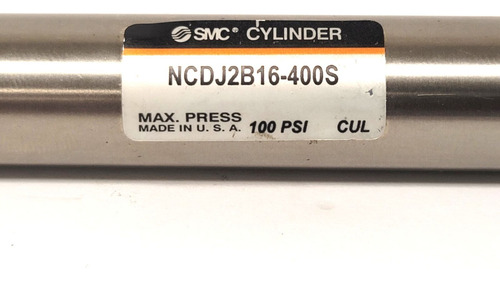 SMC® CYLINDER
NCDJ2B16-400S
MAX. PRESS
MADE IN U. S. A. 100 PSI CUL